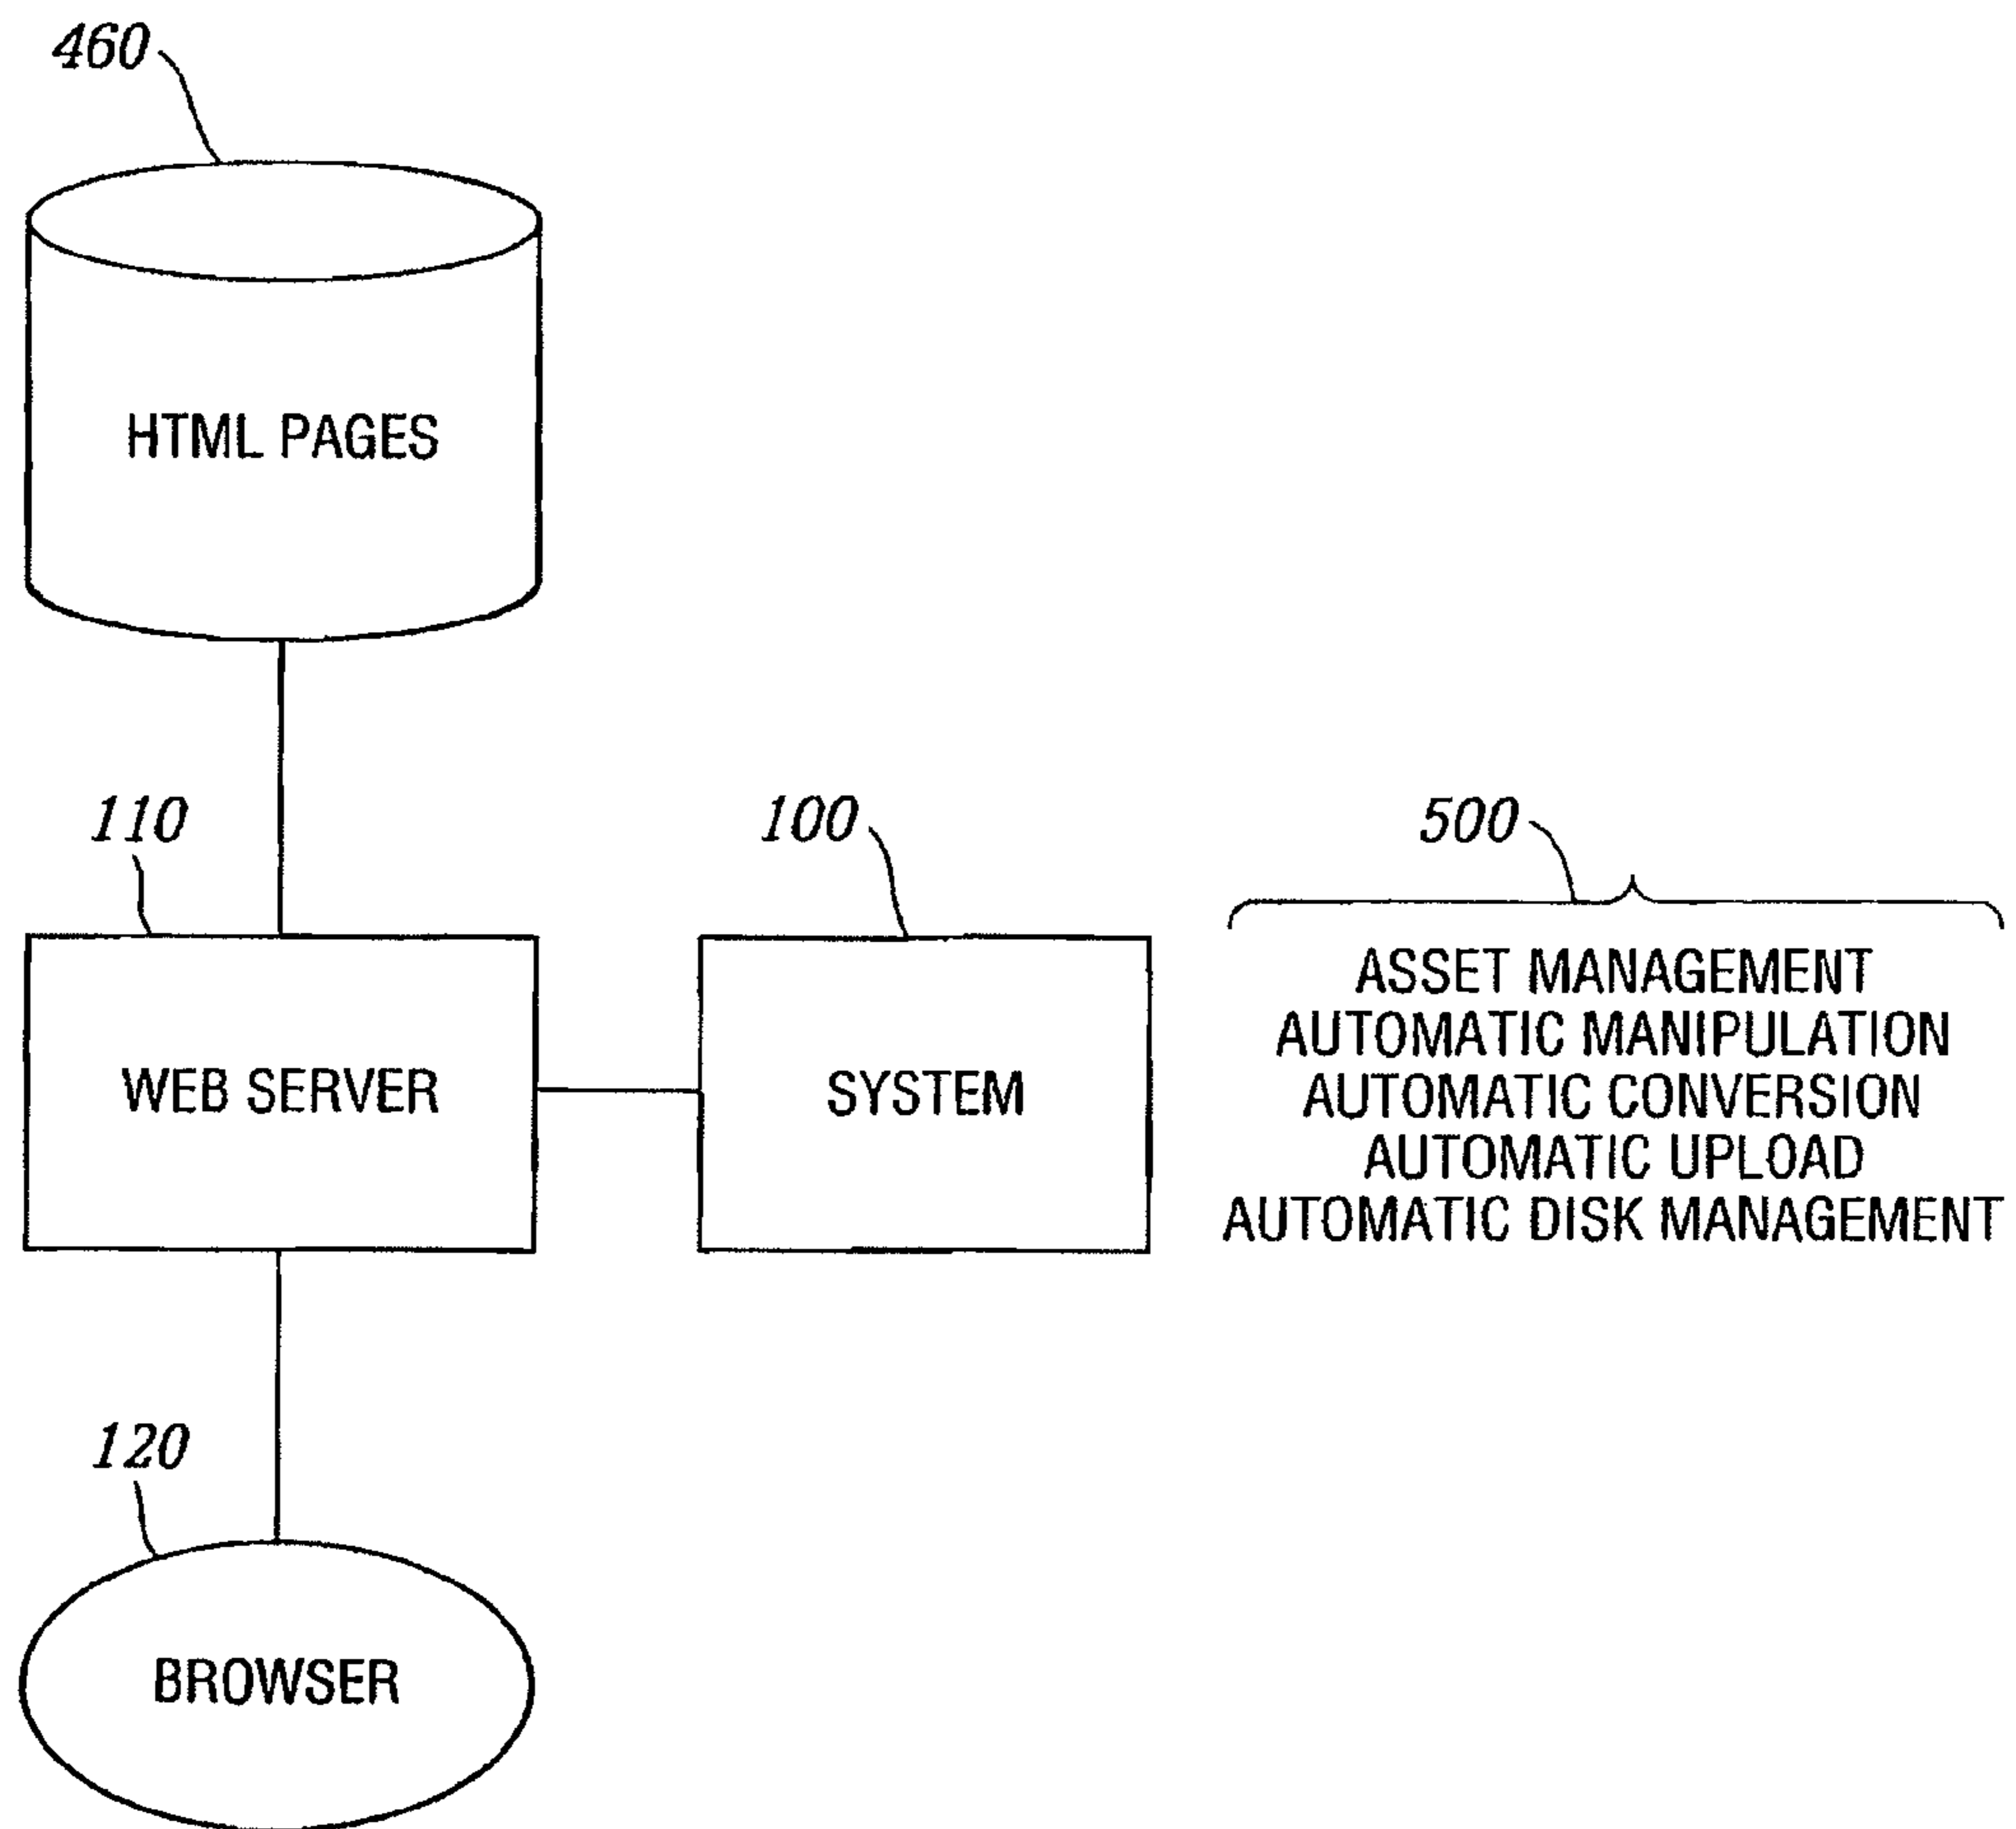 460
HTML PAGES
110
100
500
WEB SERVER
SYSTEM
ASSET MANAGEMENT
AUTOMATIC MANIPULATION
AUTOMATIC CONVERSION
AUTOMATIC UPLOAD
AUTOMATIC DISK MANAGEMENT
120
BROWSER